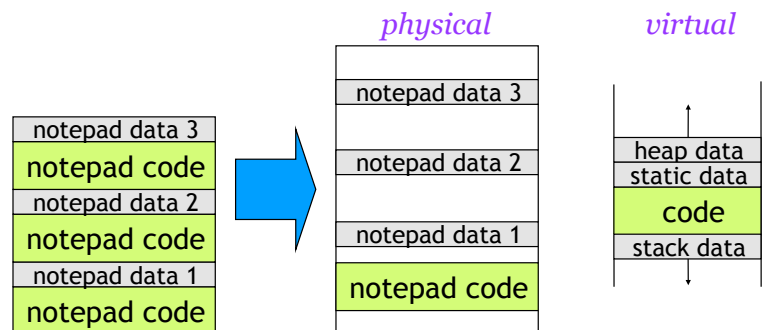 physical
virtual
notepad data 3
notepad code
notepad data 2
notepad code
notepad data 1
notepad code
notepad data 3
notepad data 2
notepad data 1
notepad code
heap data
static data
code
stack data